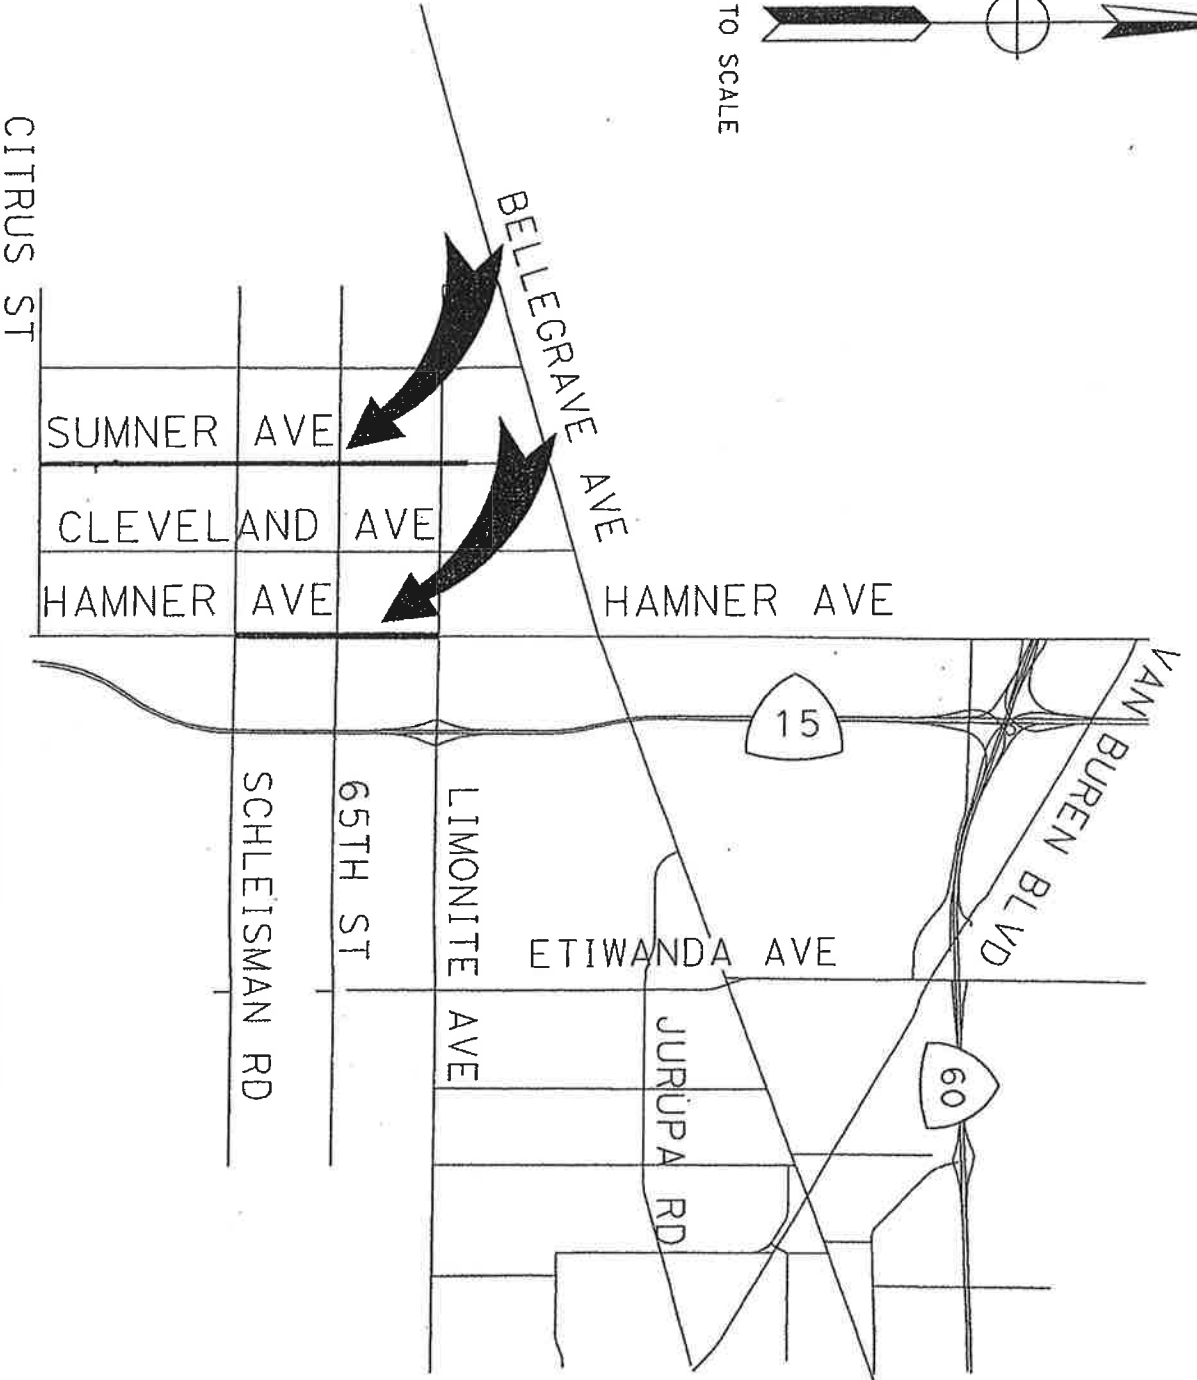 TO SCALE
CITRUS ST
BELLEGRAVE AVE
SUMNER AVE
CLEVELAND AVE
HAMNER AVE
HAMNER AVE
15
VAN BUREN BLVD
SCHLEISMAN RD
65TH ST
LIMONITE AVE
ETIWANDA AVE
JURUPA RD
60